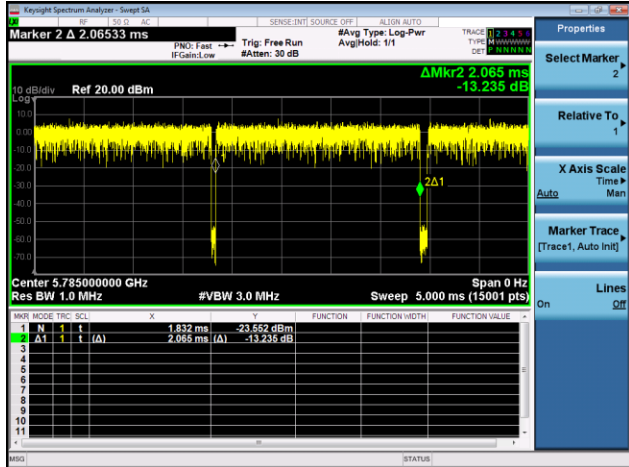 Keysight Spectrum Analyzer - Swept SA
RF 50 Ω AC SENSE:INT SOURCE OFF ALIGN AUTO
Marker 2 Δ 2.06533 ms
PNO: Fast
IFGain:Low
Trig: Free Run
#Atten: 30 dB
#Avg Type: Log-Pwr
Avg|Hold: 1/1
TRACE 1 2 3 4 5 6
TYPE M W W W W W
DET P N N N N N
ΔMkr2 2.065 ms
-13.235 dB
10 dB/div Ref 20.00 dBm
Log
10.0
0.00
-10.0
-20.0
-30.0
-40.0
-50.0
-60.0
-70.0
1
2Δ1
Center 5.785000000 GHz Span 0 Hz
Res BW 1.0 MHz #VBW 3.0 MHz Sweep 5.000 ms (15001 pts)
MKR MODE TRC SCL X Y FUNCTION FUNCTION WIDTH FUNCTION VALUE
1 N 1 t 1.832 ms -23.552 dBm
2 Δ1 1 t (Δ) 2.065 ms (Δ) -13.235 dB
3
4
5
6
7
8
9
10
11
MSG STATUS
Properties
Select Marker
2
Relative To
1
X Axis Scale
Time
Auto Man
Marker Trace
[Trace1, Auto Init]
Lines
On Off